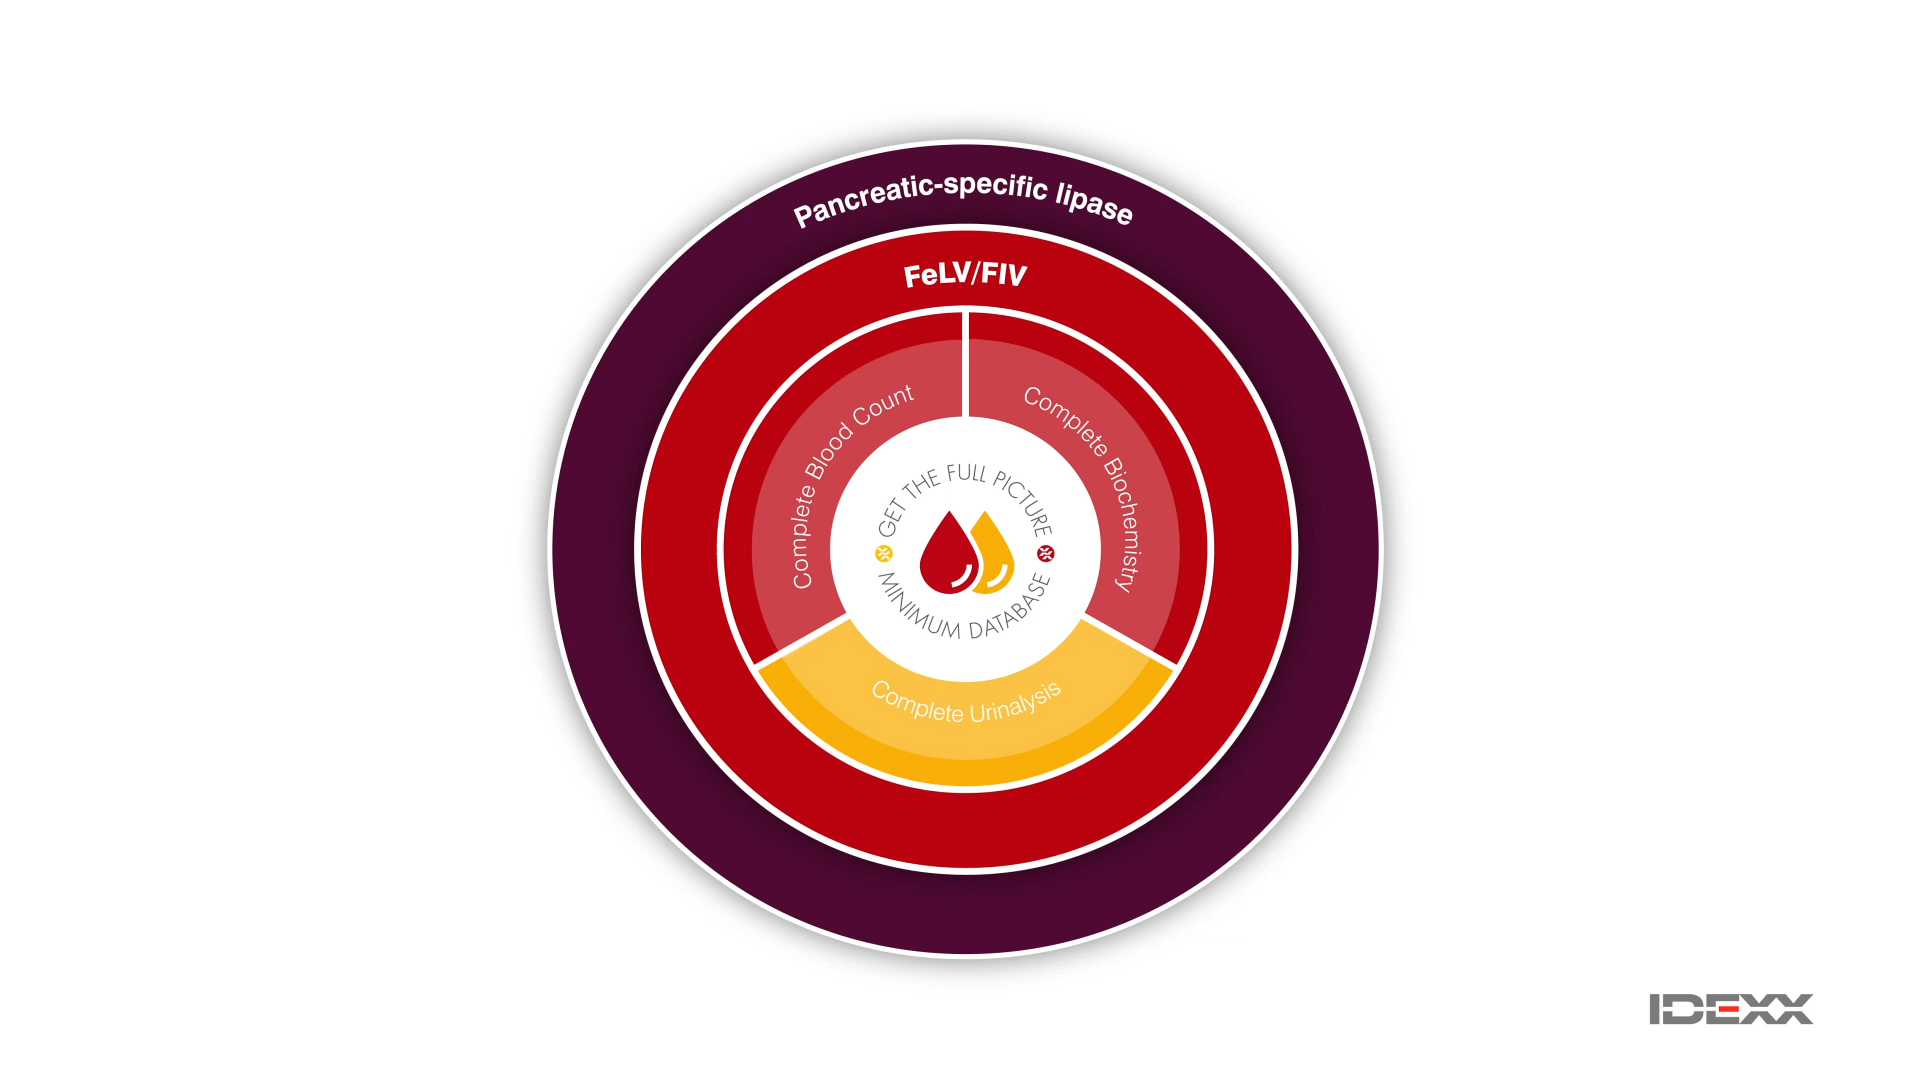 Pancreatic-specific lipase
FeLV/FIV
Complete Blood Count
Complete Biochemistry
GET THE FULL PICTURE
MINIMUM DATABASE
Complete Urinalysis
IDEXX